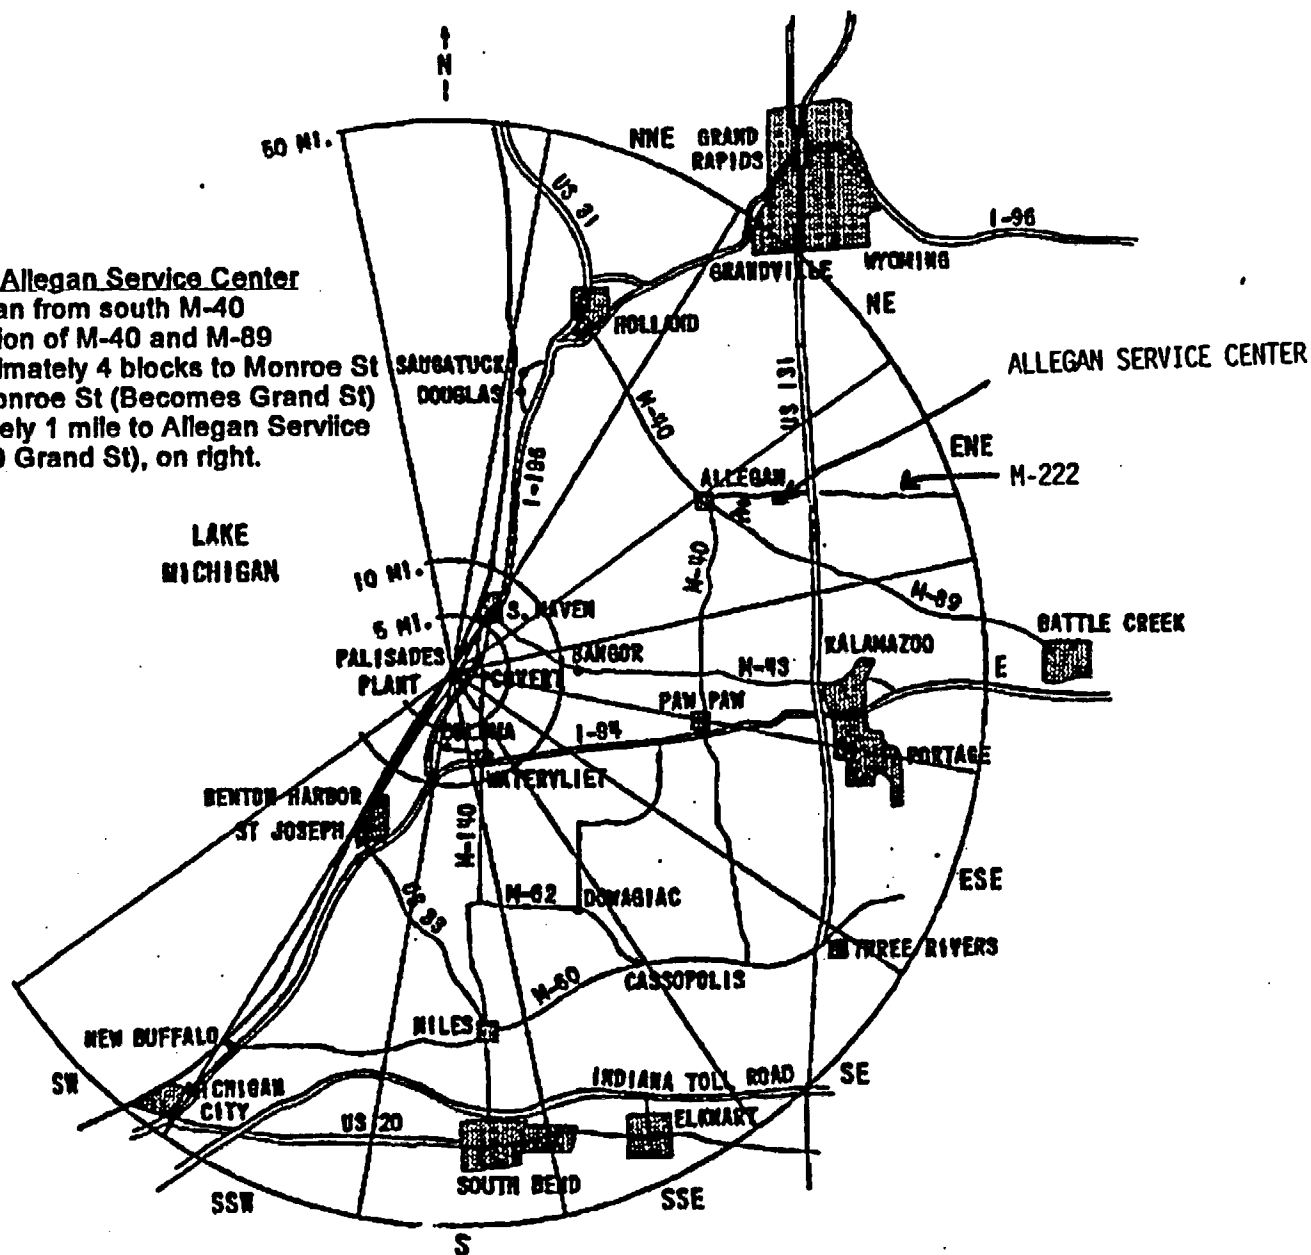 N
50 MI.
NNE
GRAND
RAPIDS
US 31
I-96
Allegan Service Center
an from south M-40
ion of M-40 and M-89
imately 4 blocks to Monroe St
onroe St (Becomes Grand St)
ely 1 mile to Allegan Serviice
0 Grand St), on right.
GRANDVILLE
WYOMING
NE
HOLLAND
SAUGATUCK
DOUGLAS
US 131
ALLEGAN SERVICE CENTER
M-40
ENE
I-196
ALLEGAN
M-222
LAKE
MICHIGAN
10 MI.
M-40
M-89
5 MI.
S. HAVEN
BATTLE CREEK
PALISADES
PLANT
COVERT
BANGOR
M-43
KALAMAZOO
E
PAW PAW
COLOMA
I-94
PORTAGE
WATERVLIET
BENTON HARBOR
ST JOSEPH
M-140
US 33
M-62
DOWAGIAC
ESE
THREE RIVERS
CASSOPOLIS
M-60
NILES
NEW BUFFALO
SW
MICHIGAN
CITY
INDIANA TOLL ROAD
SE
US 20
ELKHART
SOUTH BEND
SSW
SSE
S